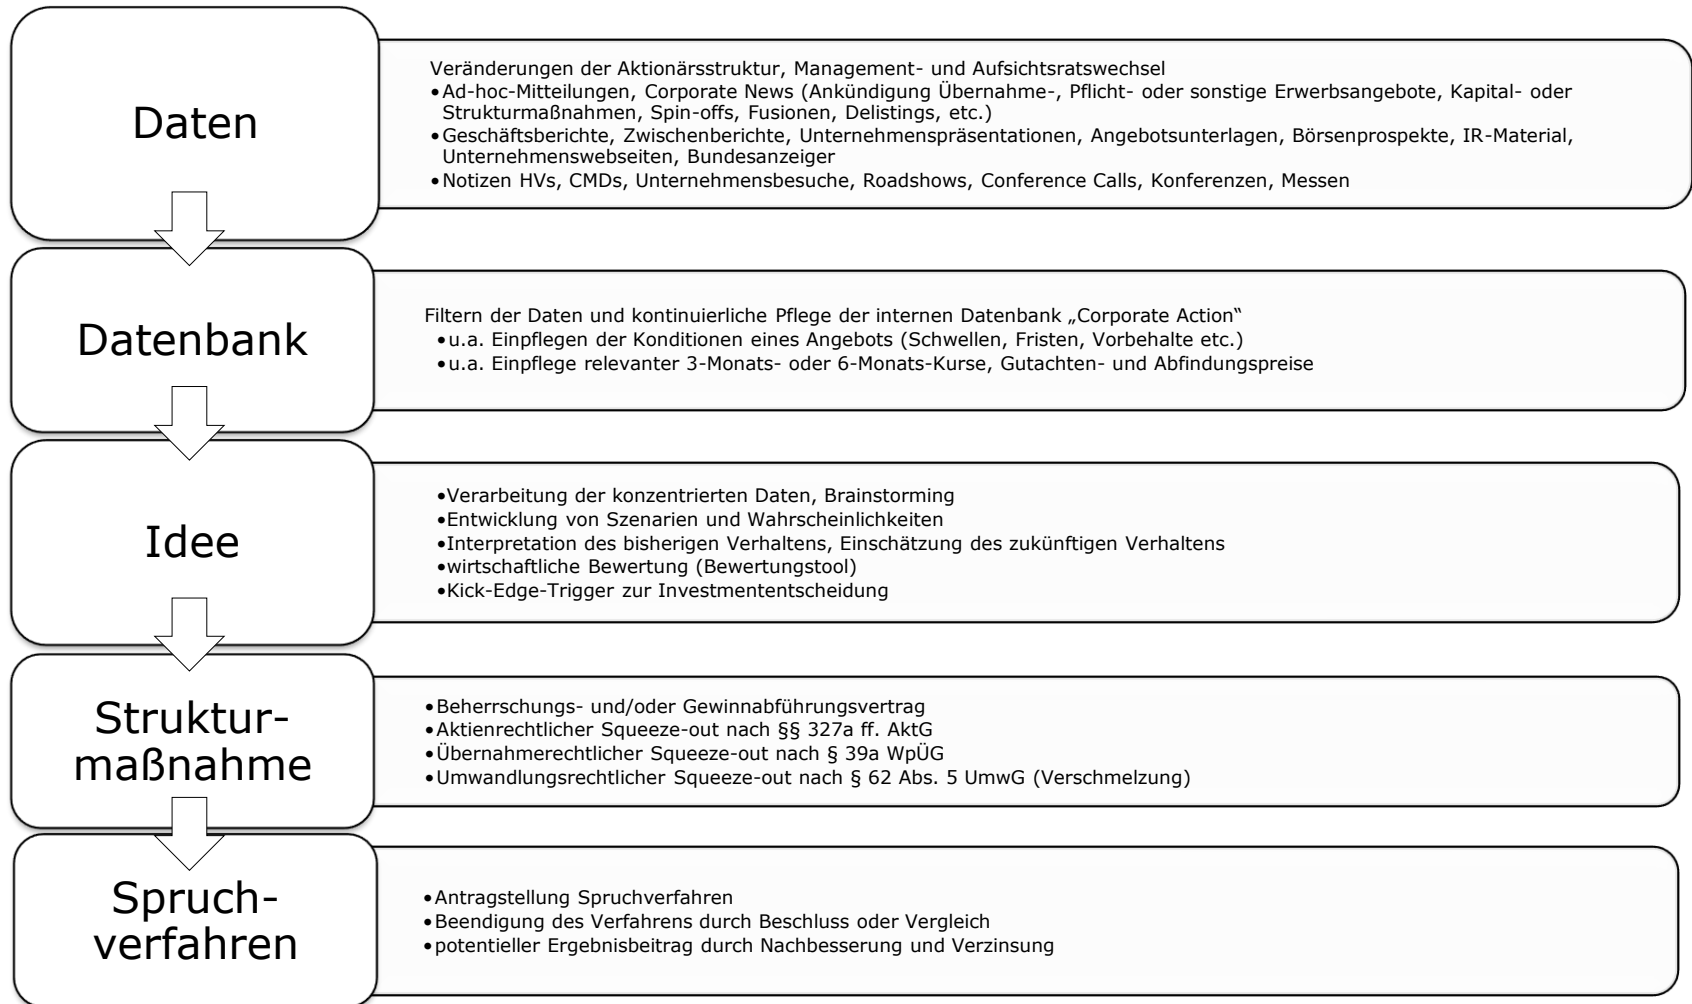 Daten
Veränderungen der Aktionärsstruktur, Management- und Aufsichtsratswechsel
•Ad-hoc-Mitteilungen, Corporate News (Ankündigung Übernahme-, Pflicht- oder sonstige Erwerbsangebote, Kapital- oder
Strukturmaßnahmen, Spin-offs, Fusionen, Delistings, etc.)
•Geschäftsberichte, Zwischenberichte, Unternehmenspräsentationen, Angebotsunterlagen, Börsenprospekte, IR-Material,
Unternehmenswebseiten, Bundesanzeiger
•Notizen HVs, CMDs, Unternehmensbesuche, Roadshows, Conference Calls, Konferenzen, Messen
Datenbank
Filtern der Daten und kontinuierliche Pflege der internen Datenbank „Corporate Action“
•u.a. Einpflegen der Konditionen eines Angebots (Schwellen, Fristen, Vorbehalte etc.)
•u.a. Einpflege relevanter 3-Monats- oder 6-Monats-Kurse, Gutachten- und Abfindungspreise
Idee
•Verarbeitung der konzentrierten Daten, Brainstorming
•Entwicklung von Szenarien und Wahrscheinlichkeiten
•Interpretation des bisherigen Verhaltens, Einschätzung des zukünftigen Verhaltens
•wirtschaftliche Bewertung (Bewertungstool)
•Kick-Edge-Trigger zur Investmententscheidung
Struktur-
maßnahme
•Beherrschungs- und/oder Gewinnabführungsvertrag
•Aktienrechtlicher Squeeze-out nach §§ 327a ff. AktG
•Übernahmerechtlicher Squeeze-out nach § 39a WpÜG
•Umwandlungsrechtlicher Squeeze-out nach § 62 Abs. 5 UmwG (Verschmelzung)
Spruch-
verfahren
•Antragstellung Spruchverfahren
•Beendigung des Verfahrens durch Beschluss oder Vergleich
•potentieller Ergebnisbeitrag durch Nachbesserung und Verzinsung